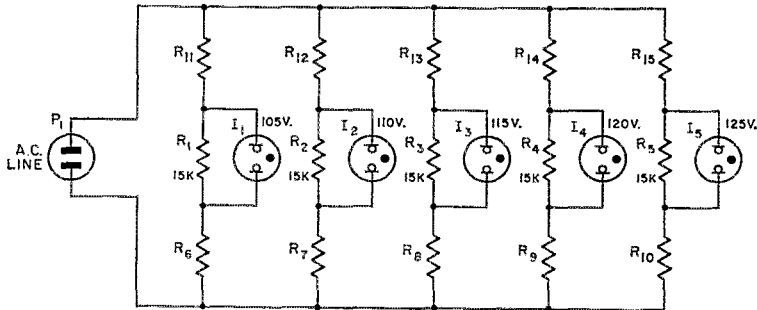 R11 R12 R13 R14 R15
P1
A.C.
LINE
I1 105V. I2 110V. I3 115V. I4 120V. I5 125V.
R1 R2 R3 R4 R5
15K 15K 15K 15K 15K
R6 R7 R8 R9 R10